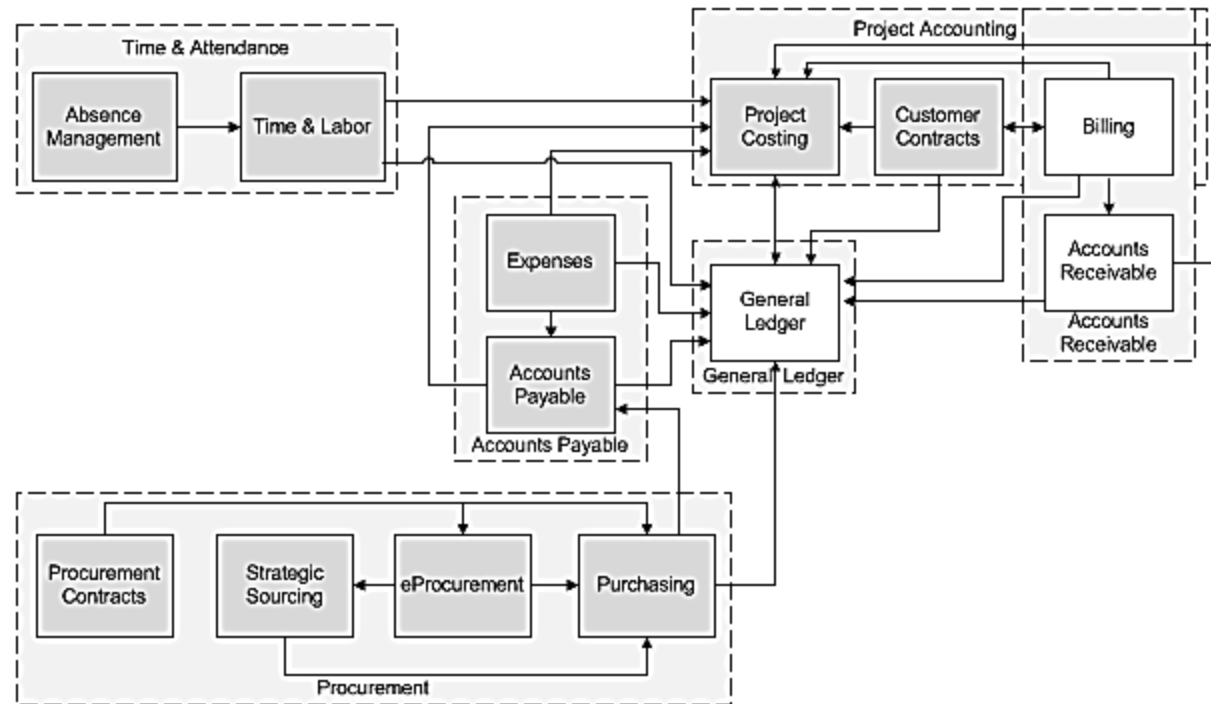 Time & Attendance
Absence
Management
Time & Labor
Project Accounting
Project
Costing
Customer
Contracts
Billing
Expenses
Accounts
Payable
Accounts Payable
General
Ledger
General Ledger
Accounts
Receivable
Accounts
Receivable
Procurement
Contracts
Strategic
Sourcing
eProcurement
Purchasing
Procurement